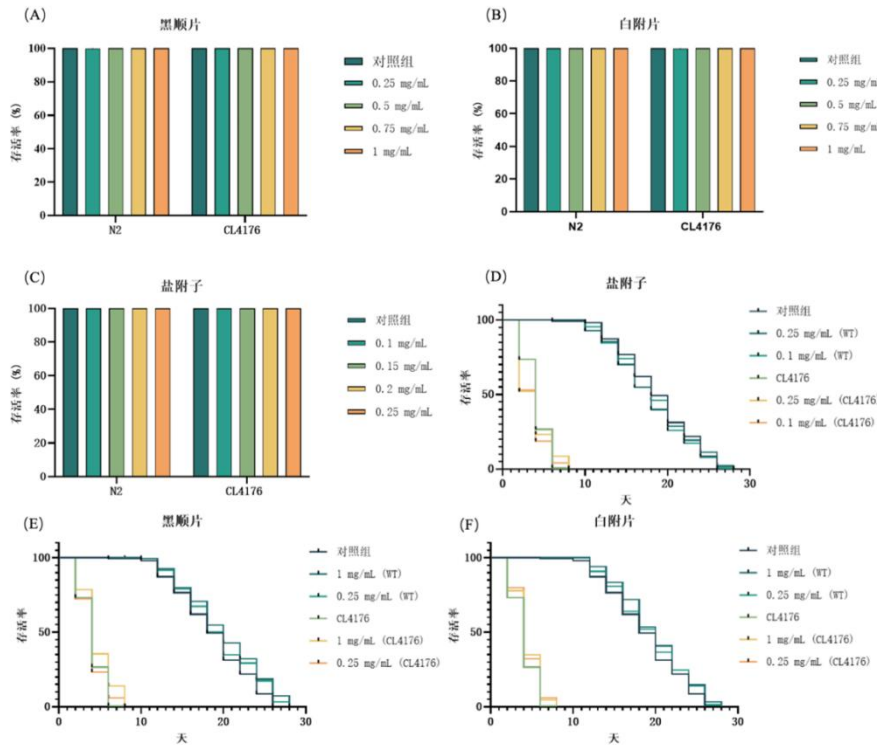 (A)
黑顺片
存活率 (%)
100
80
60
40
20
0
N2
CL4176
对照组
0.25 mg/mL
0.5 mg/mL
0.75 mg/mL
1 mg/mL
(B)
白附片
存活率 (%)
100
80
60
40
20
0
N2
CL4176
对照组
0.25 mg/m
0.5 mg/mL
0.75 mg/m
1 mg/mL
(C)
盐附子
存活率 (%)
100
80
60
40
20
0
N2
CL4176
对照组
0.1 mg/mL
0.15 mg/mL
0.2 mg/mL
0.25 mg/mL
(D)
盐附子
存活率
100
50
0
0
10
20
30
天
对照组
0.25 mg/mL (WT)
0.1 mg/mL (WT)
CL4176
0.25 mg/mL (CL4176
0.1 mg/mL (CL4176)
(E)
黑顺片
存活率
100
50
0
0
10
20
30
天
对照组
1 mg/mL (WT)
0.25 mg/mL (WT)
CL4176
1 mg/mL (CL4176)
0.25 mg/mL (CL4176)
(F)
白附片
存活率
100
50
0
0
10
20
30
天
对照组
1 mg/mL (WT)
0.25 mg/mL (WT)
CL4176
1 mg/mL (CL4176)
0.25 mg/mL (CL4176)